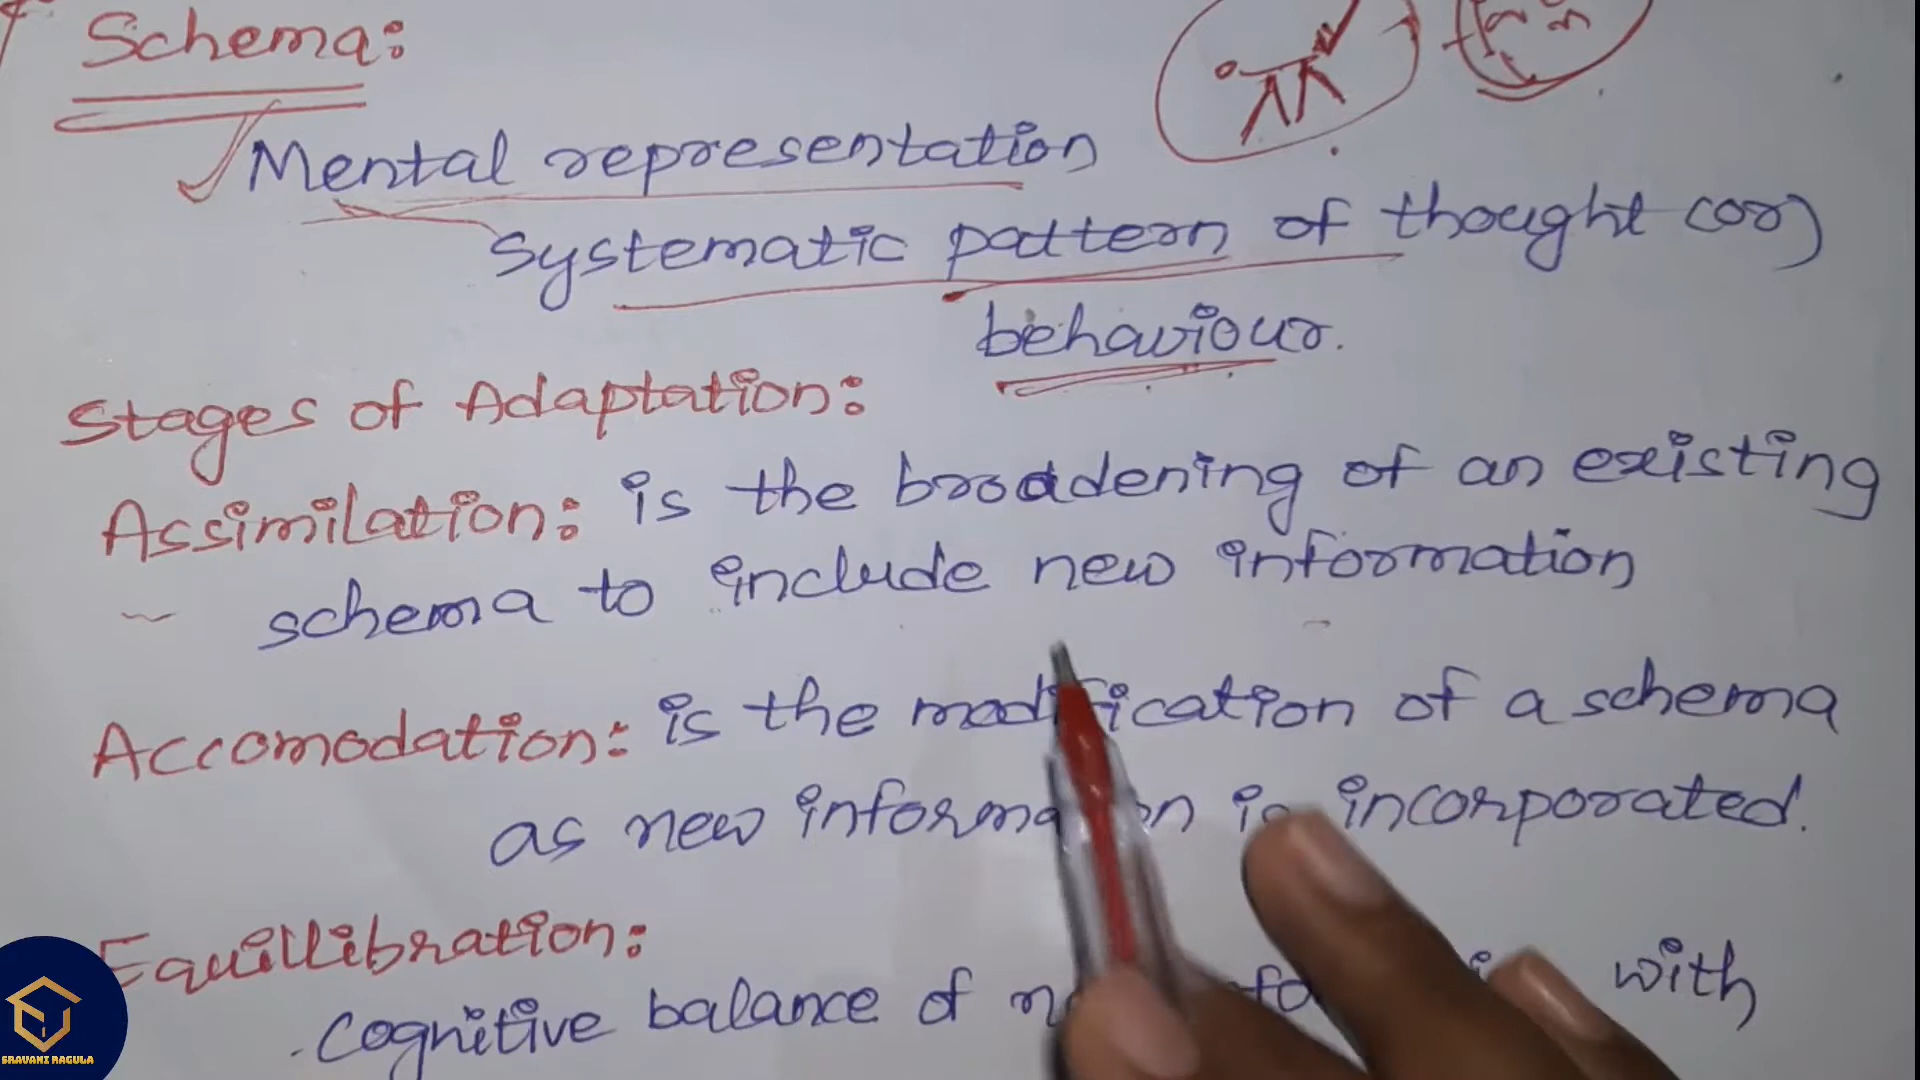 Schema:
Mental representation
systematic pattern of thought (or)
behaviour.
Stages of Adaptation:
Assimilation: is the broadening of an existing
schema to include new information
Accomodation: is the modification of a schema
as new information is incorporated.
Equillibration:
Cognitive balance of with
SRAVANI RAGULA